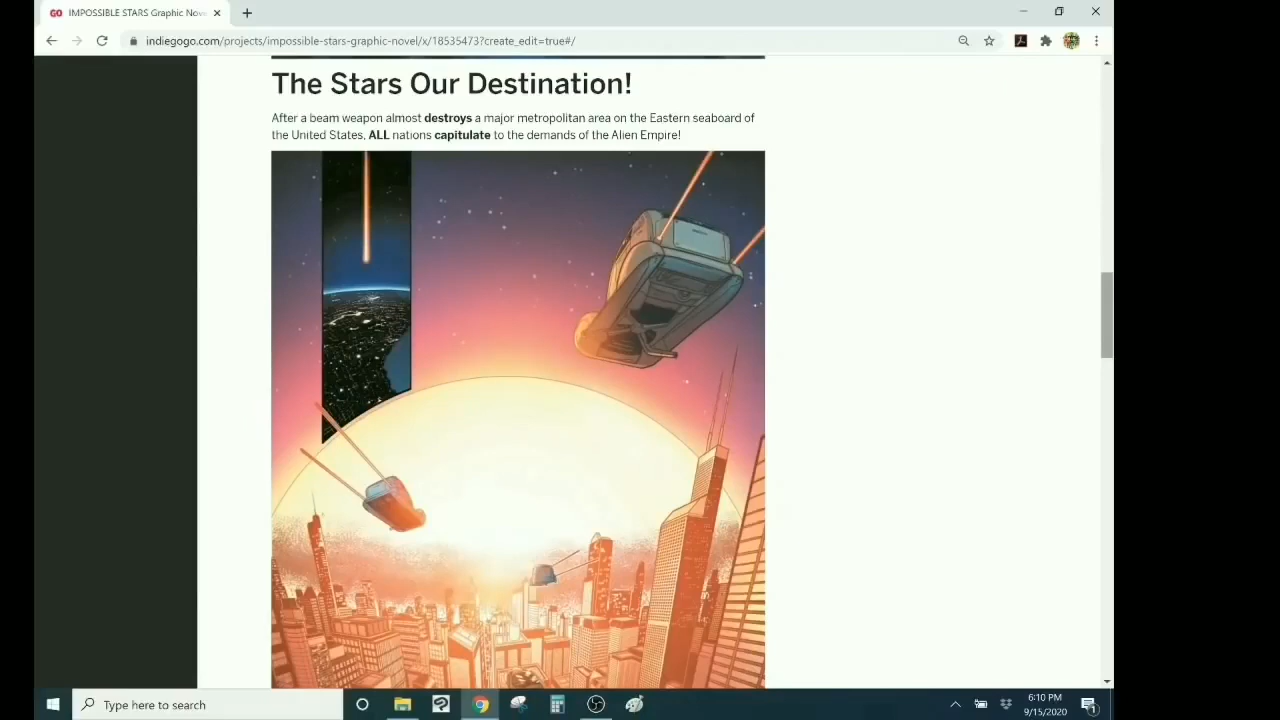 GO IMPOSSIBLE STARS Graphic Nov
indiegogo.com/projects/impossible-stars-graphic-novel/x/18535473?create_edit=true#/
The Stars Our Destination!
After a beam weapon almost destroys a major metropolitan area on the Eastern seaboard of
the United States, ALL nations capitulate to the demands of the Alien Empire!
Type here to search
6:10 PM
9/15/2020
1